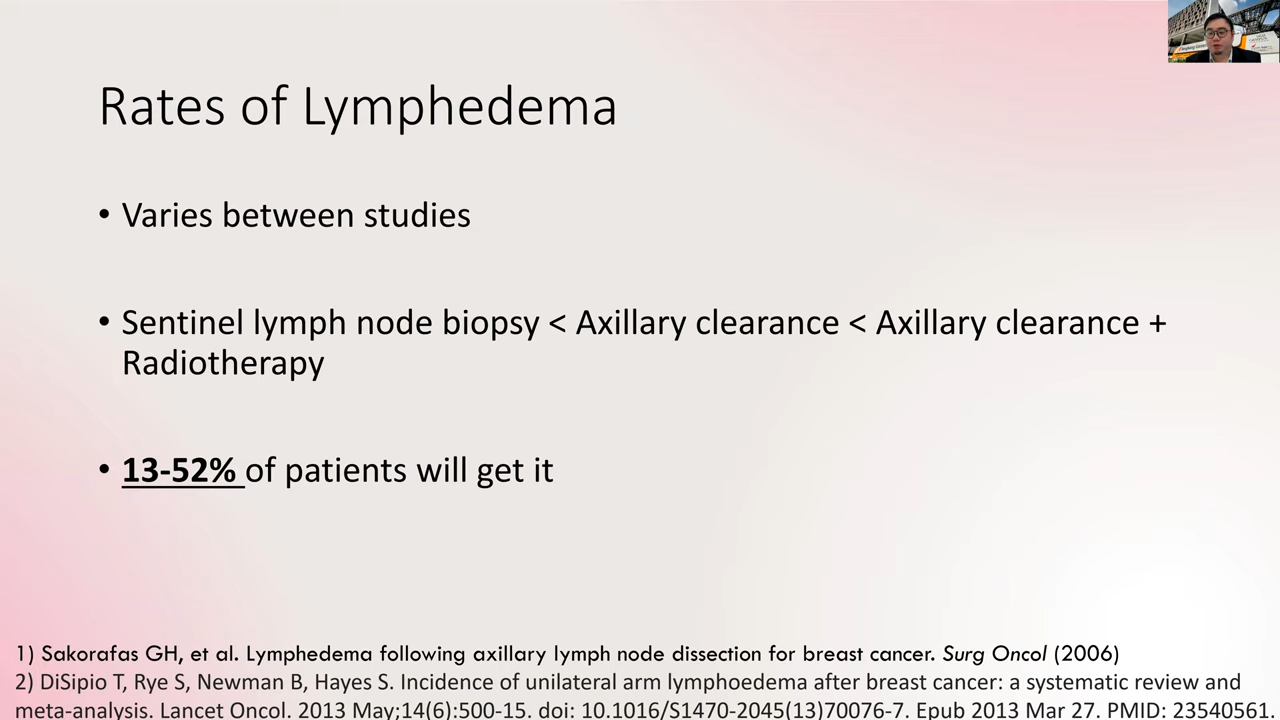 Rates of Lymphedema
• Varies between studies
• Sentinel lymph node biopsy < Axillary clearance < Axillary clearance +
Radiotherapy
• 13-52% of patients will get it
1) Sakorafas GH, et al. Lymphedema following axillary lymph node dissection for breast cancer. Surg Oncol (2006)
2) DiSipio T, Rye S, Newman B, Hayes S. Incidence of unilateral arm lymphoedema after breast cancer: a systematic review and
meta-analysis. Lancet Oncol. 2013 May;14(6):500-15. doi: 10.1016/S1470-2045(13)70076-7. Epub 2013 Mar 27. PMID: 23540561.